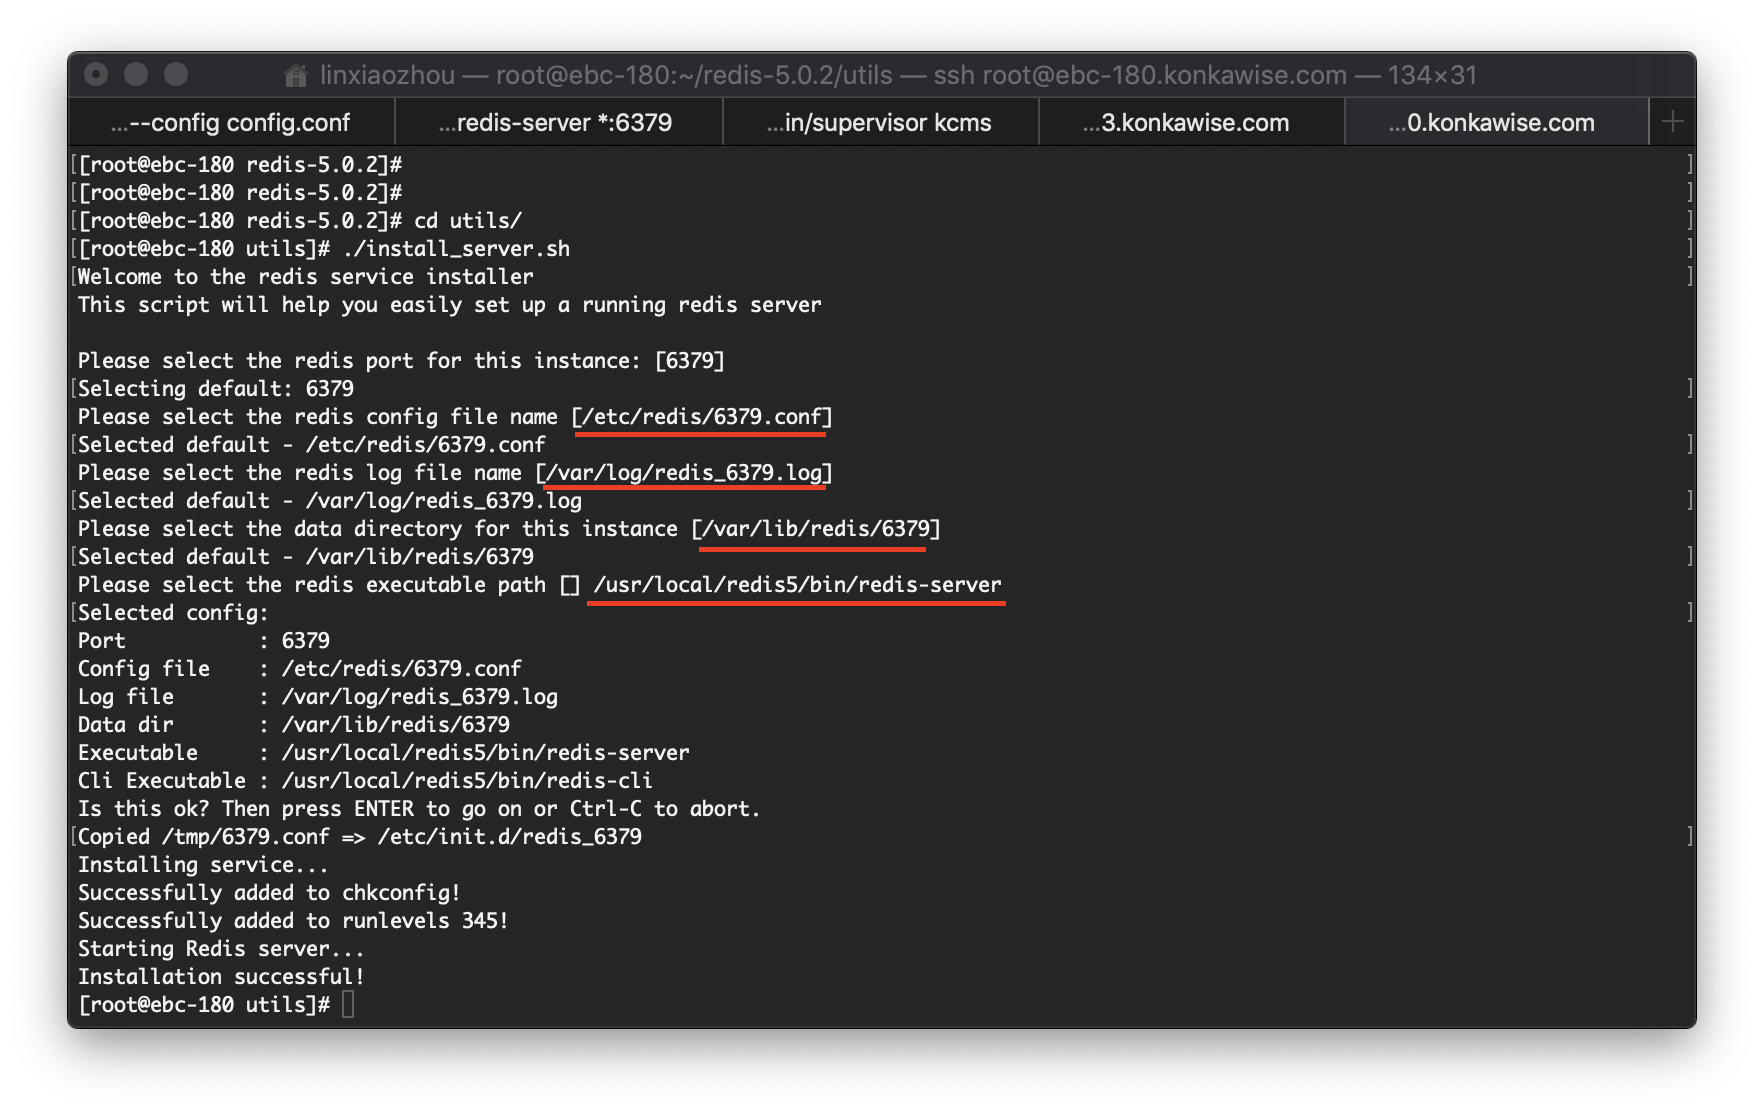 linxiaozhou — root@ebc-180:~/redis-5.0.2/utils — ssh root@ebc-180.konkawise.com — 134×31
...--config config.conf ...redis-server *:6379 ...in/supervisor kcms ...3.konkawise.com ...0.konkawise.com +
[[root@ebc-180 redis-5.0.2]# ]
[[root@ebc-180 redis-5.0.2]# ]
[[root@ebc-180 redis-5.0.2]# cd utils/ ]
[[root@ebc-180 utils]# ./install_server.sh ]
[Welcome to the redis service installer ]
This script will help you easily set up a running redis server
Please select the redis port for this instance: [6379]
[Selecting default: 6379 ]
Please select the redis config file name [/etc/redis/6379.conf]
[Selected default - /etc/redis/6379.conf ]
Please select the redis log file name [/var/log/redis_6379.log]
[Selected default - /var/log/redis_6379.log ]
Please select the data directory for this instance [/var/lib/redis/6379]
[Selected default - /var/lib/redis/6379 ]
Please select the redis executable path [] /usr/local/redis5/bin/redis-server
[Selected config: ]
Port : 6379
Config file : /etc/redis/6379.conf
Log file : /var/log/redis_6379.log
Data dir : /var/lib/redis/6379
Executable : /usr/local/redis5/bin/redis-server
Cli Executable : /usr/local/redis5/bin/redis-cli
Is this ok? Then press ENTER to go on or Ctrl-C to abort.
[Copied /tmp/6379.conf => /etc/init.d/redis_6379 ]
Installing service...
Successfully added to chkconfig!
Successfully added to runlevels 345!
Starting Redis server...
Installation successful!
[root@ebc-180 utils]#